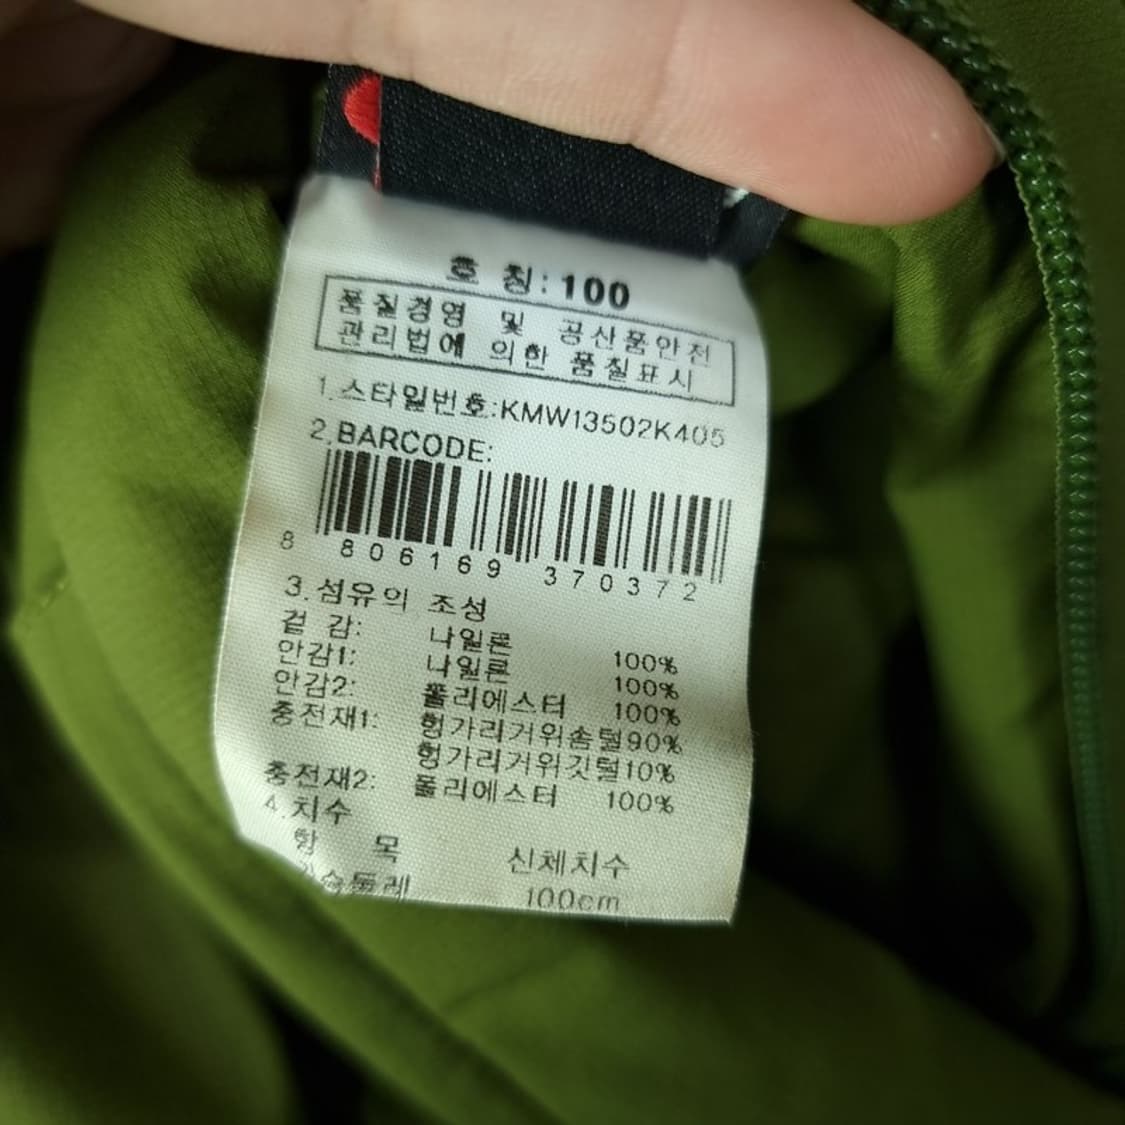 호 칭:100
품질경영 및 공산품안전
관리법에 의한 품질표시
1.스타일번호:KMW13502K405
2.BARCODE:
8 806169 370372
3.섬유의 조성
겉 감: 나일론 100%
안감1: 나일론 100%
안감2: 폴리에스터 100%
충전재1: 헝가리거위솜털90%
헝가리거위깃털10%
충전재2: 폴리에스터 100%
4.치수
항 목 신체치수
가슴둘레 100cm